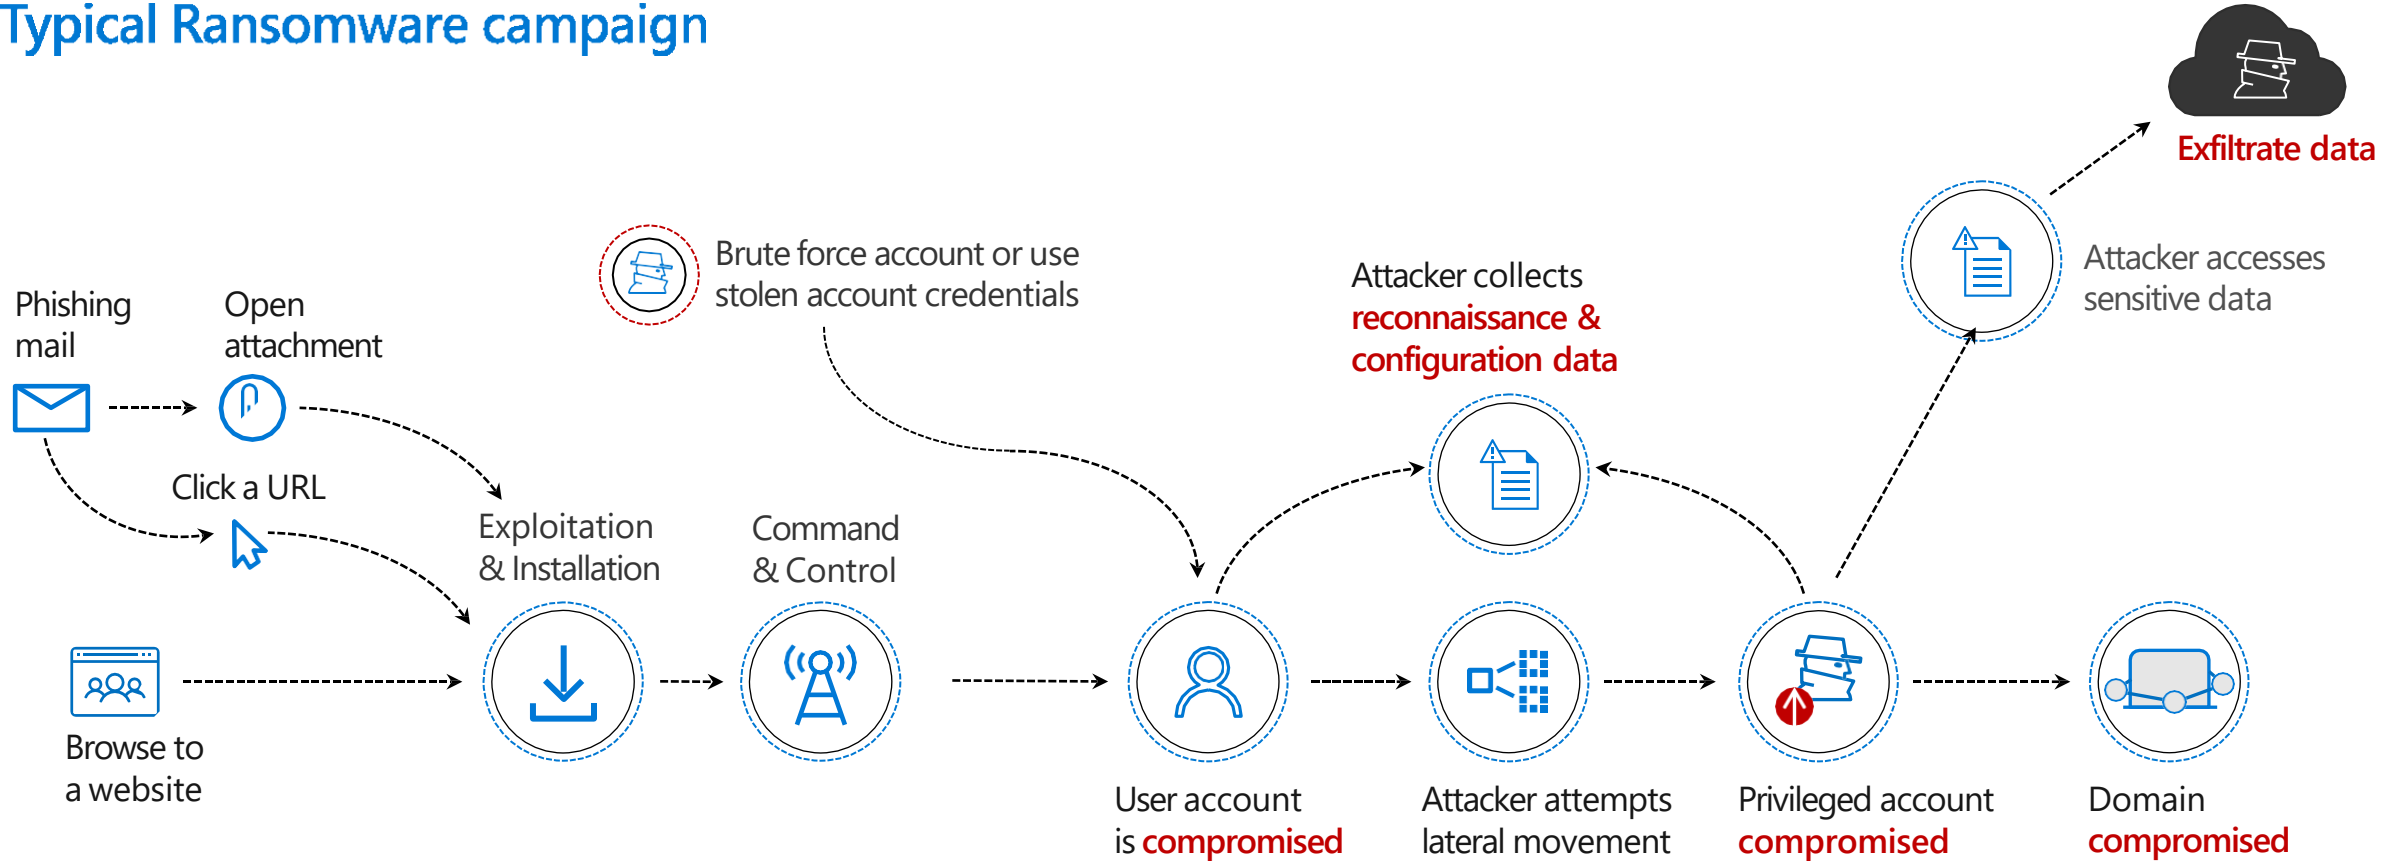 Typical Ransomware campaign
Exfiltrate data
Brute force account or use
stolen account credentials
Attacker accesses
sensitive data
Attacker collects
reconnaissance &
configuration data
Phishing
mail
Open
attachment
Click a URL
Exploitation
& Installation
Command
& Control
Browse to
a website
User account
is compromised
Attacker attempts
lateral movement
Privileged account
compromised
Domain
compromised